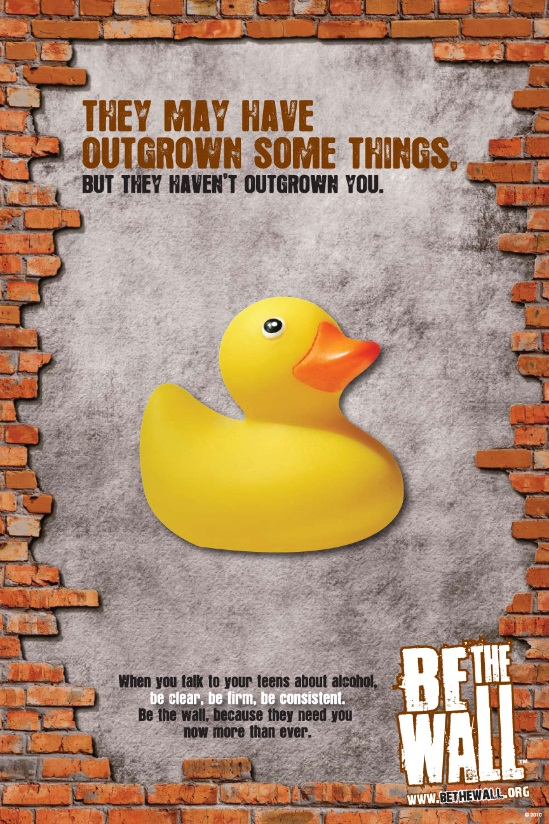 THEY MAY HAVE
OUTGROWN SOME THINGS,
BUT THEY HAVEN'T OUTGROWN YOU.
When you talk to your teens about alcohol,
be clear, be firm, be consistent.
Be the wall, because they need you
now more than ever.
BE THE
WALL™
WWW.BETHEWALL.ORG
© 2010